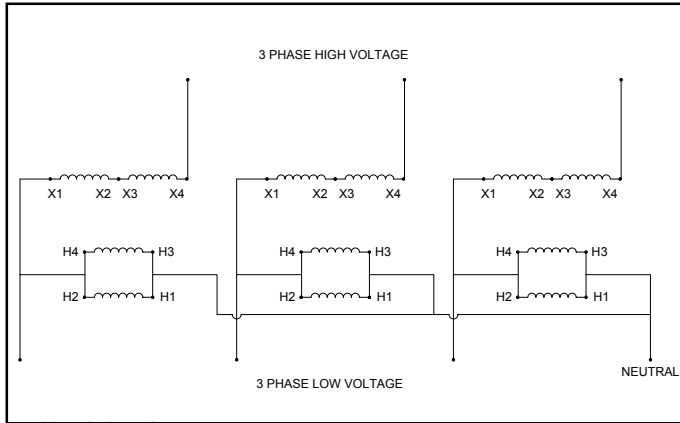 3 PHASE HIGH VOLTAGE
X1 X2 X3 X4 X1 X2 X3 X4 X1 X2 X3 X4
H4 H3 H4 H3 H4 H3
H2 H1 H2 H1 H2 H1
NEUTRAL
3 PHASE LOW VOLTAGE